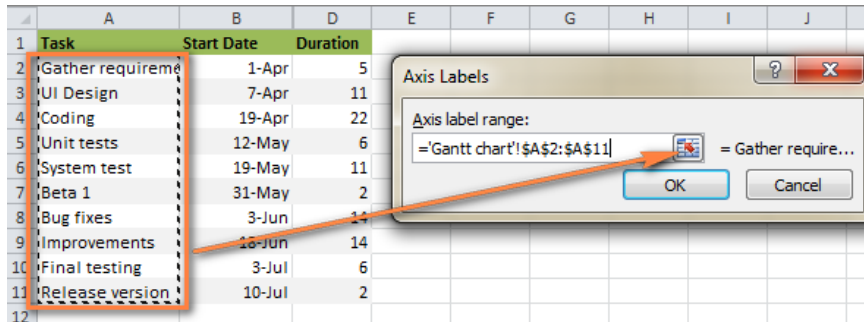 A B D E F G H I J
1 Task Start Date Duration
2 Gather requireme 1-Apr 5
3 UI Design 7-Apr 11
4 Coding 19-Apr 22
5 Unit tests 12-May 6
6 System test 19-May 11
7 Beta 1 31-May 2
8 Bug fixes 3-Jun 14
9 Improvements 18-Jun 14
10 Final testing 3-Jul 6
11 Release version 10-Jul 2
12
Axis Labels ? X
Axis label range:
='Gantt chart'!$A$2:$A$11 = Gather require...
OK Cancel